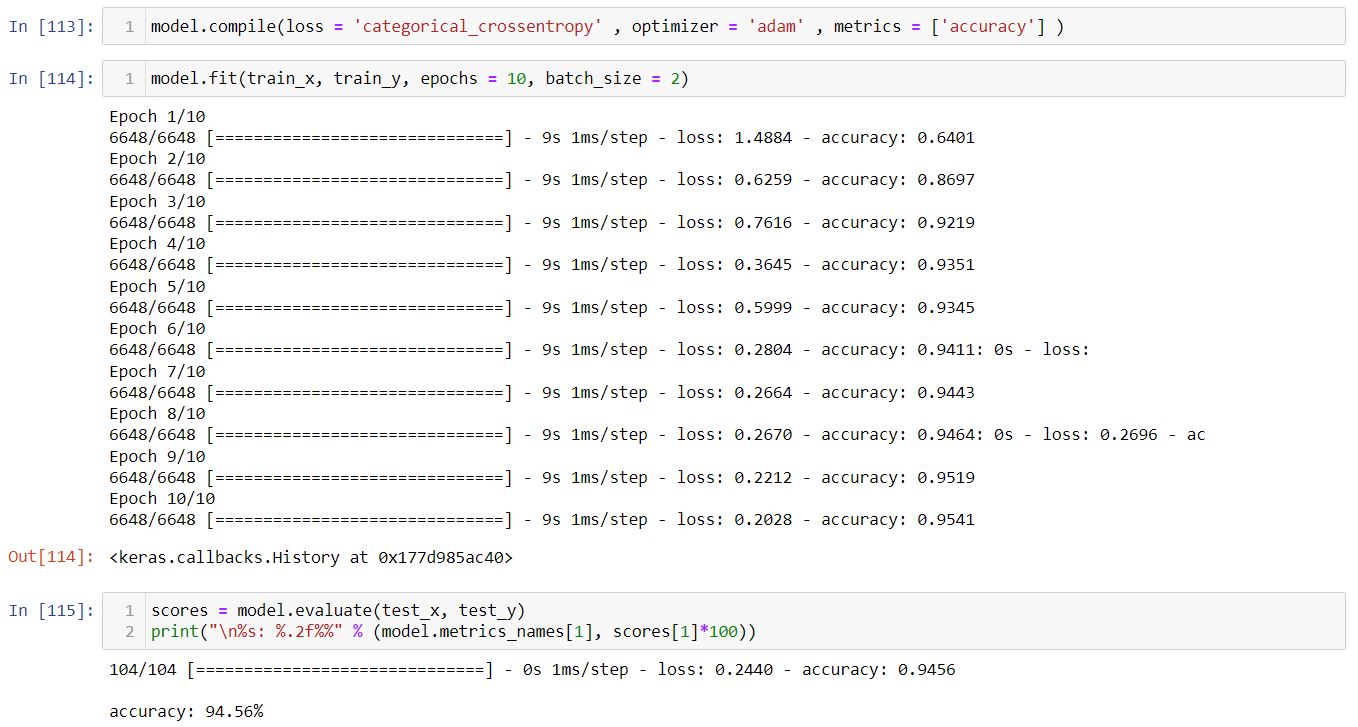 In [113]: 1 model.compile(loss = 'categorical_crossentropy' , optimizer = 'adam' , metrics = ['accuracy'] )
In [114]: 1 model.fit(train_x, train_y, epochs = 10, batch_size = 2)
Epoch 1/10
6648/6648 [==============================] - 9s 1ms/step - loss: 1.4884 - accuracy: 0.6401
Epoch 2/10
6648/6648 [==============================] - 9s 1ms/step - loss: 0.6259 - accuracy: 0.8697
Epoch 3/10
6648/6648 [==============================] - 9s 1ms/step - loss: 0.7616 - accuracy: 0.9219
Epoch 4/10
6648/6648 [==============================] - 9s 1ms/step - loss: 0.3645 - accuracy: 0.9351
Epoch 5/10
6648/6648 [==============================] - 9s 1ms/step - loss: 0.5999 - accuracy: 0.9345
Epoch 6/10
6648/6648 [==============================] - 9s 1ms/step - loss: 0.2804 - accuracy: 0.9411: 0s - loss:
Epoch 7/10
6648/6648 [==============================] - 9s 1ms/step - loss: 0.2664 - accuracy: 0.9443
Epoch 8/10
6648/6648 [==============================] - 9s 1ms/step - loss: 0.2670 - accuracy: 0.9464: 0s - loss: 0.2696 - ac
Epoch 9/10
6648/6648 [==============================] - 9s 1ms/step - loss: 0.2212 - accuracy: 0.9519
Epoch 10/10
6648/6648 [==============================] - 9s 1ms/step - loss: 0.2028 - accuracy: 0.9541
Out[114]: <keras.callbacks.History at 0x177d985ac40>
In [115]: 1 scores = model.evaluate(test_x, test_y)
2 print("\n%s: %.2f%%" % (model.metrics_names[1], scores[1]*100))
104/104 [==============================] - 0s 1ms/step - loss: 0.2440 - accuracy: 0.9456
accuracy: 94.56%